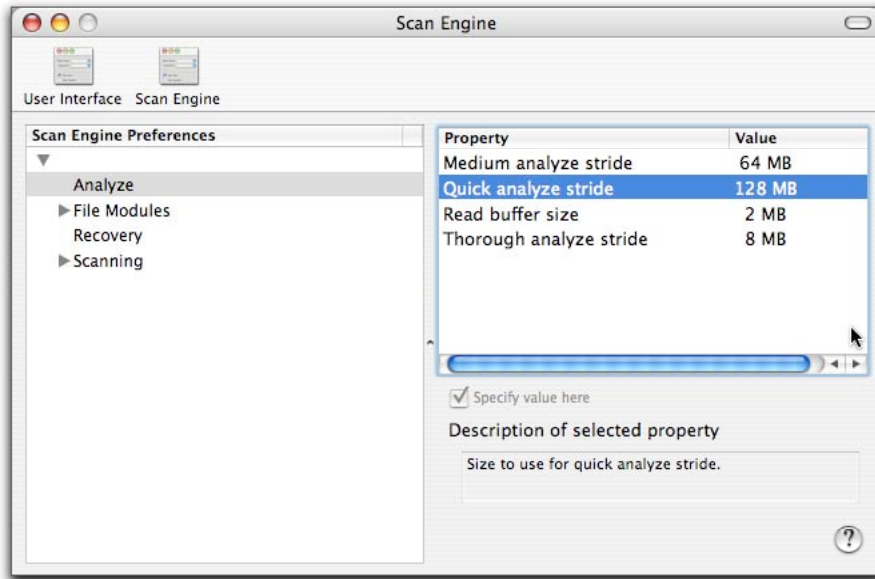 Scan Engine
User Interface Scan Engine
Scan Engine Preferences
Analyze
File Modules
Recovery
Scanning
Property Value
Medium analyze stride 64 MB
Quick analyze stride 128 MB
Read buffer size 2 MB
Thorough analyze stride 8 MB
Specify value here
Description of selected property
Size to use for quick analyze stride.
?